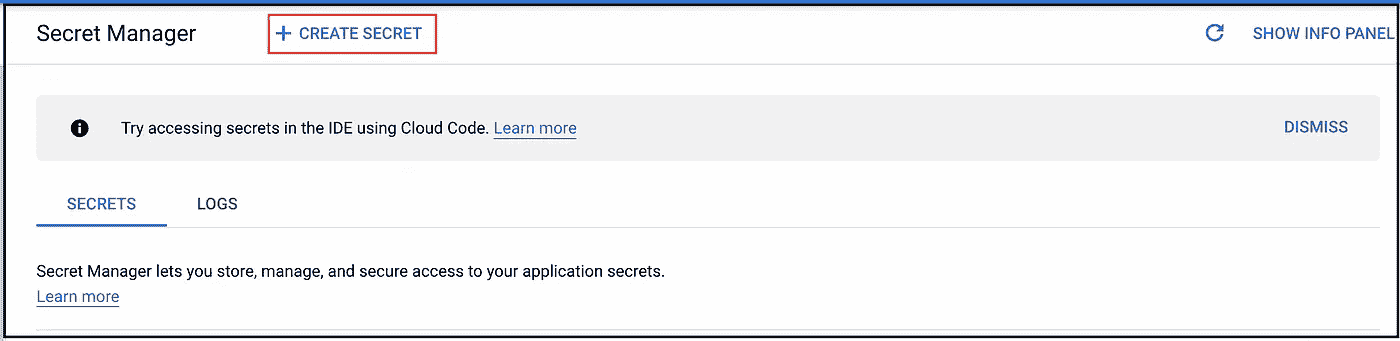 Secret Manager
+ CREATE SECRET
SHOW INFO PANEL
Try accessing secrets in the IDE using Cloud Code. Learn more
DISMISS
SECRETS
LOGS
Secret Manager lets you store, manage, and secure access to your application secrets.
Learn more